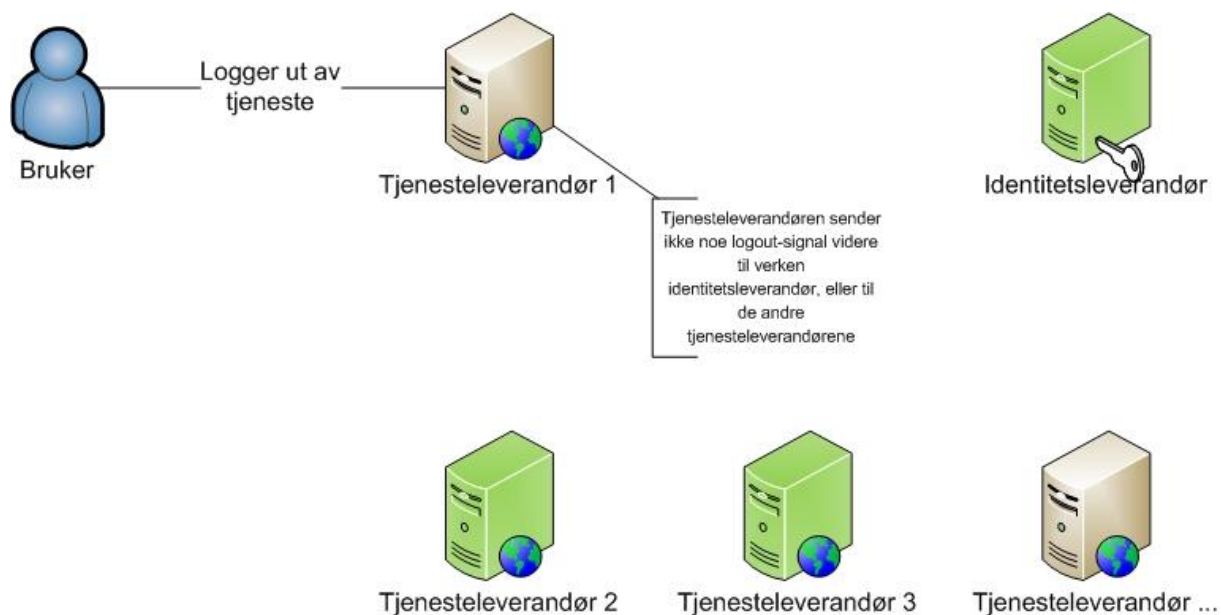 Logger ut av
tjeneste
Bruker
Tjenesteleverandør 1
Identitetsleverandør
Tjenesteleverandøren sender
ikke noe logout-signal videre
til verken
identitetsleverandør, eller til
de andre
tjenesteleverandørene
Tjenesteleverandør 2
Tjenesteleverandør 3
Tjenesteleverandør ...